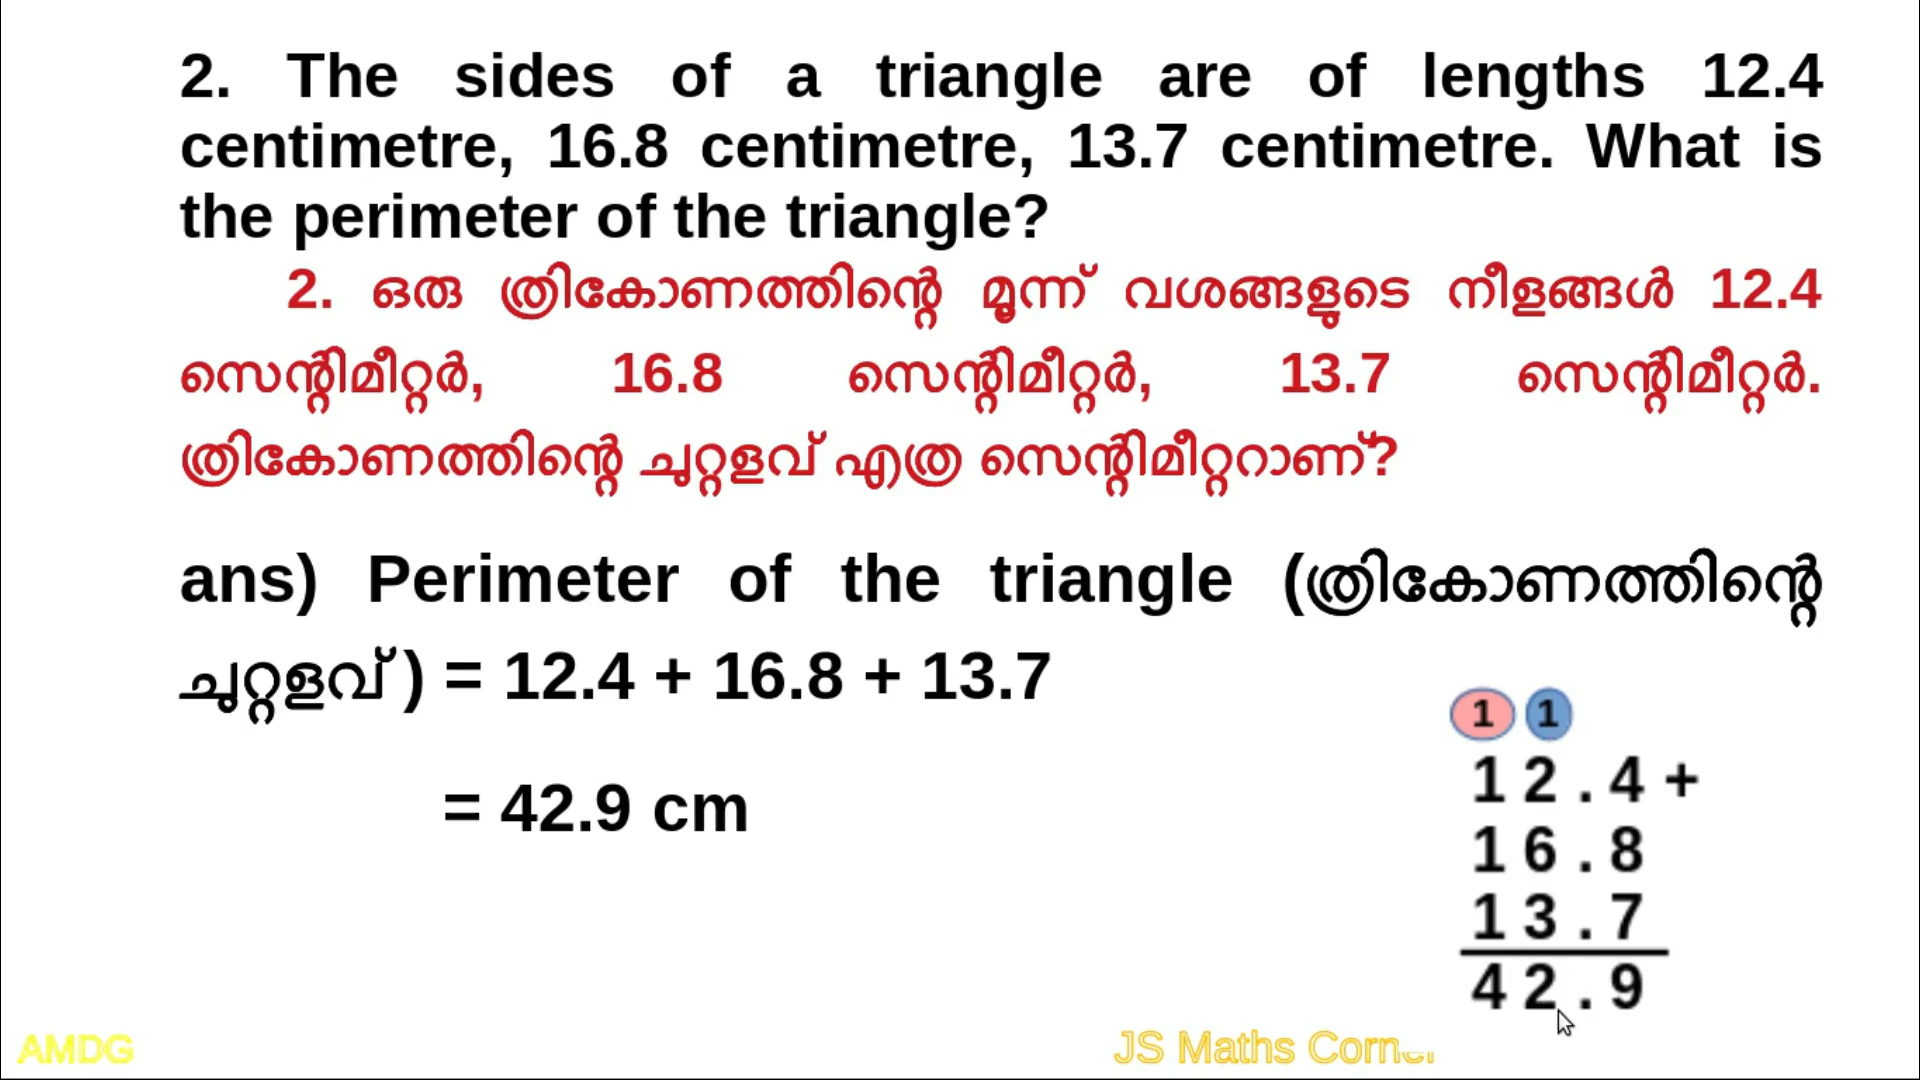 2. The sides of a triangle are of lengths 12.4
centimetre, 16.8 centimetre, 13.7 centimetre. What is
the perimeter of the triangle?
2. ഒരു ത്രികോണത്തിന്റെ മൂന്ന് വശങ്ങളുടെ നീളങ്ങൾ 12.4
സെന്റിമീറ്റർ, 16.8 സെന്റിമീറ്റർ, 13.7 സെന്റിമീറ്റർ.
ത്രികോണത്തിന്റെ ചുറ്റളവ് എത്ര സെന്റിമീറ്ററാണ്?
ans) Perimeter of the triangle (ത്രികോണത്തിന്റെ
ചുറ്റളവ്) = 12.4 + 16.8 + 13.7
= 42.9 cm
1 1
12.4 +
16.8
13.7
42.9
AMDG
JS Maths Corner